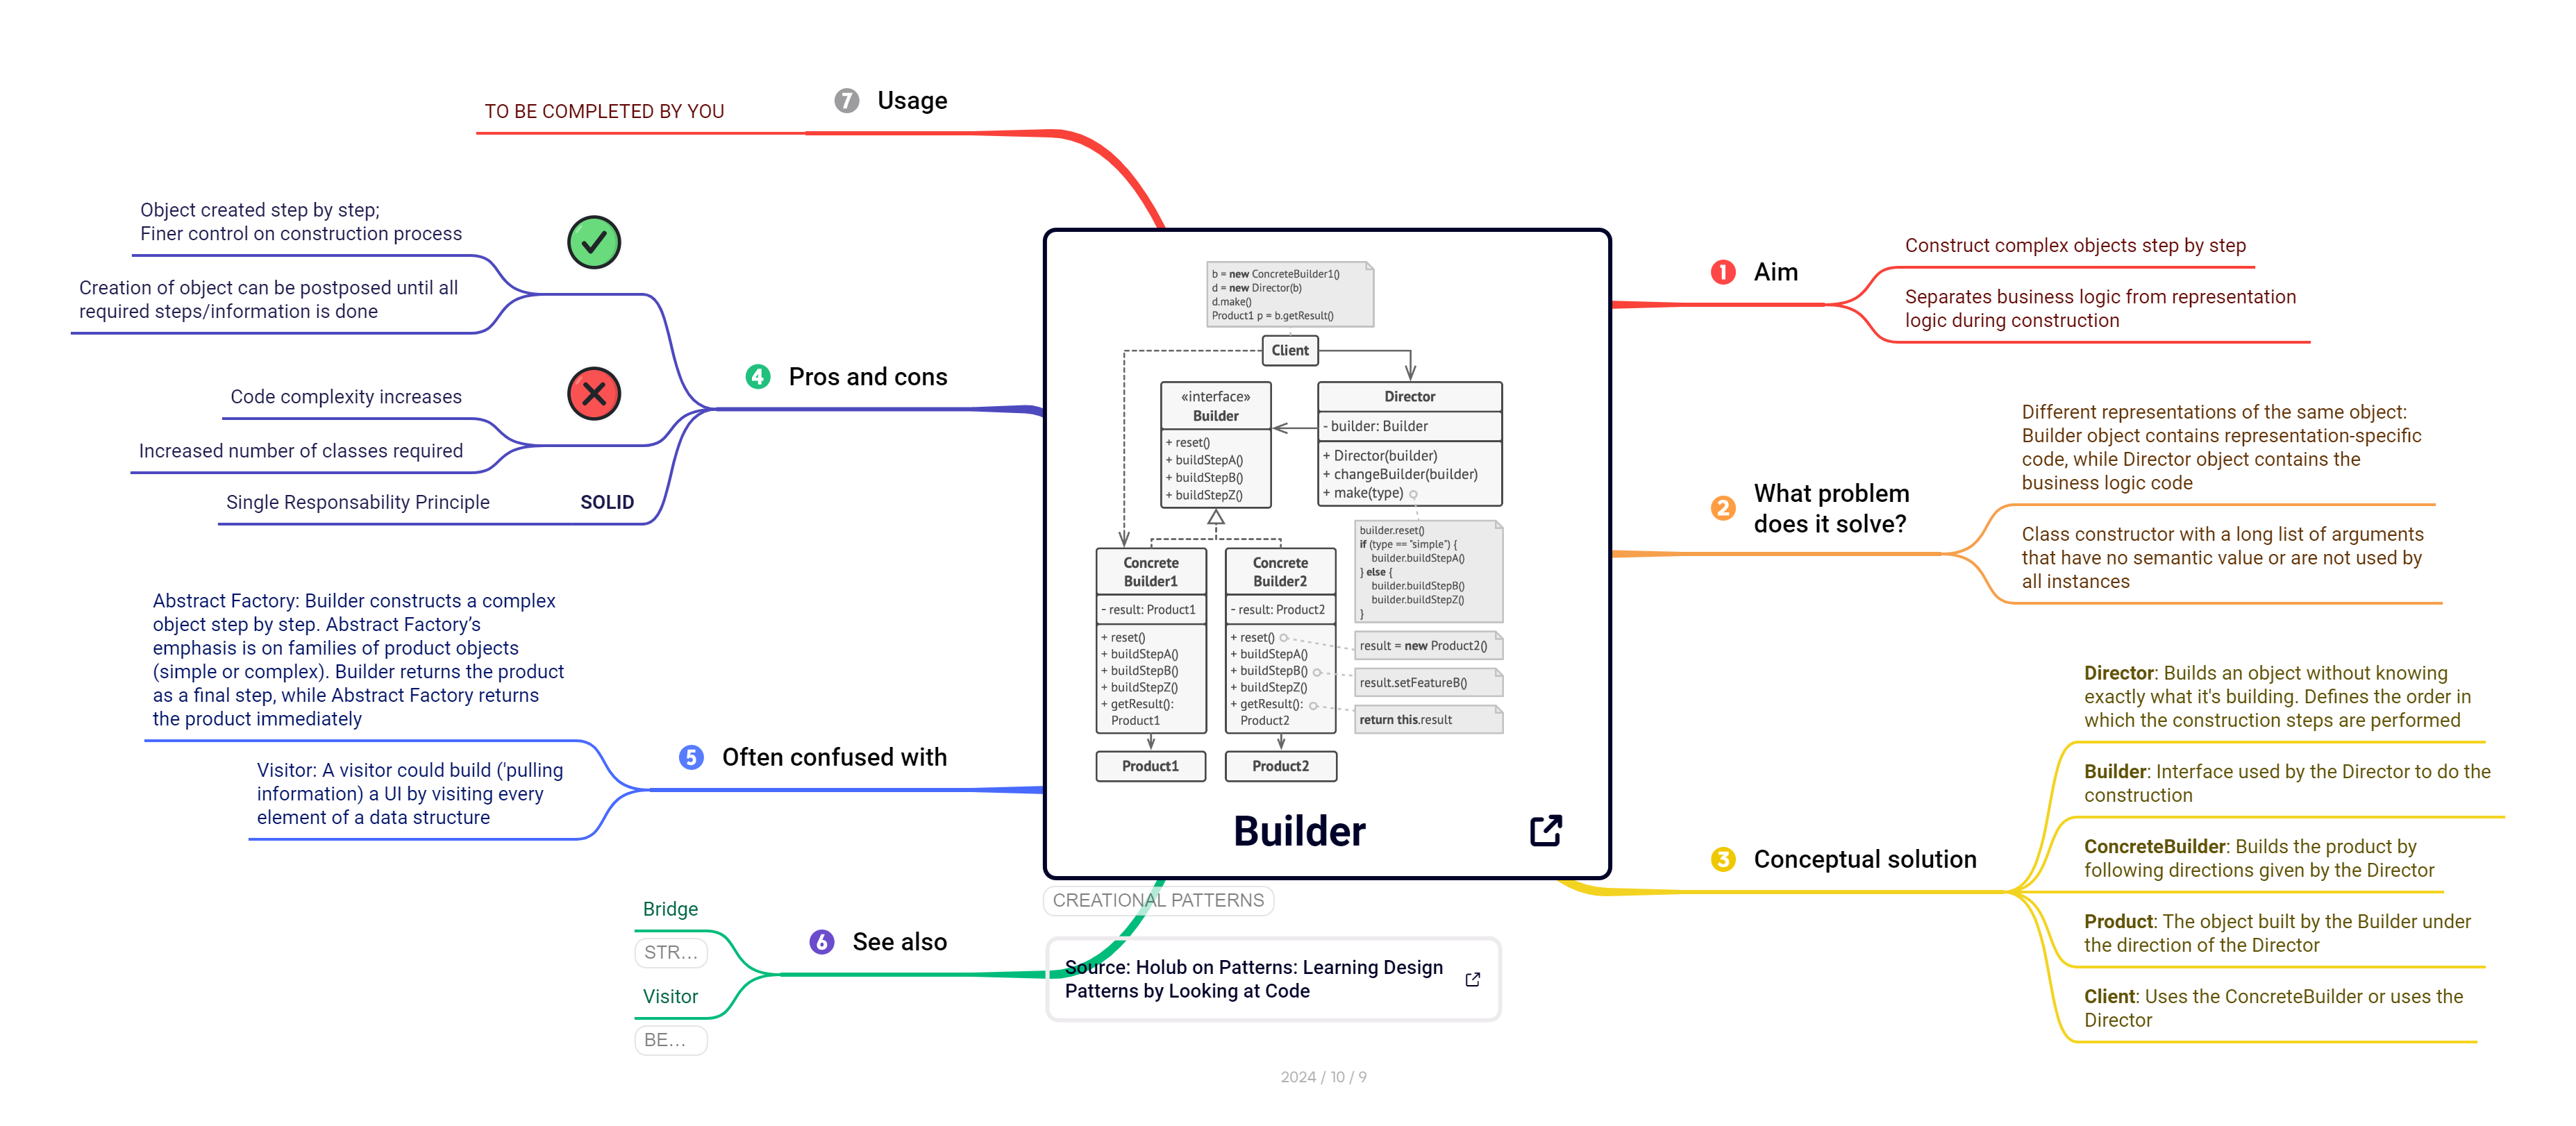 7 Usage
TO BE COMPLETED BY YOU
Object created step by step;
Finer control on construction process
Creation of object can be postposed until all
required steps/information is done
4 Pros and cons
Code complexity increases
Increased number of classes required
Single Responsability Principle
SOLID
Abstract Factory: Builder constructs a complex
object step by step. Abstract Factory’s
emphasis is on families of product objects
(simple or complex). Builder returns the product
as a final step, while Abstract Factory returns
the product immediately
5 Often confused with
Visitor: A visitor could build ('pulling
information) a UI by visiting every
element of a data structure
Bridge
STR...
6 See also
Visitor
BE...
b = new ConcreteBuilder1()
d = new Director(b)
d.make()
Product1 p = b.getResult()
Client
«interface»
Builder
+ reset()
+ buildStepA()
+ buildStepB()
+ buildStepZ()
Director
- builder: Builder
+ Director(builder)
+ changeBuilder(builder)
+ make(type)
builder.reset()
if (type == "simple") {
builder.buildStepA()
} else {
builder.buildStepB()
builder.buildStepZ()
}
Concrete
Builder1
- result: Product1
+ reset()
+ buildStepA()
+ buildStepB()
+ buildStepZ()
+ getResult():
Product1
Concrete
Builder2
- result: Product2
+ reset()
+ buildStepA()
+ buildStepB()
+ buildStepZ()
+ getResult():
Product2
result = new Product2()
result.setFeatureB()
return this.result
Product1
Product2
Builder
CREATIONAL PATTERNS
Source: Holub on Patterns: Learning Design
Patterns by Looking at Code
2024 / 10 / 9
1 Aim
Construct complex objects step by step
Separates business logic from representation
logic during construction
2 What problem
does it solve?
Different representations of the same object:
Builder object contains representation-specific
code, while Director object contains the
business logic code
Class constructor with a long list of arguments
that have no semantic value or are not used by
all instances
3 Conceptual solution
Director: Builds an object without knowing
exactly what it's building. Defines the order in
which the construction steps are performed
Builder: Interface used by the Director to do the
construction
ConcreteBuilder: Builds the product by
following directions given by the Director
Product: The object built by the Builder under
the direction of the Director
Client: Uses the ConcreteBuilder or uses the
Director